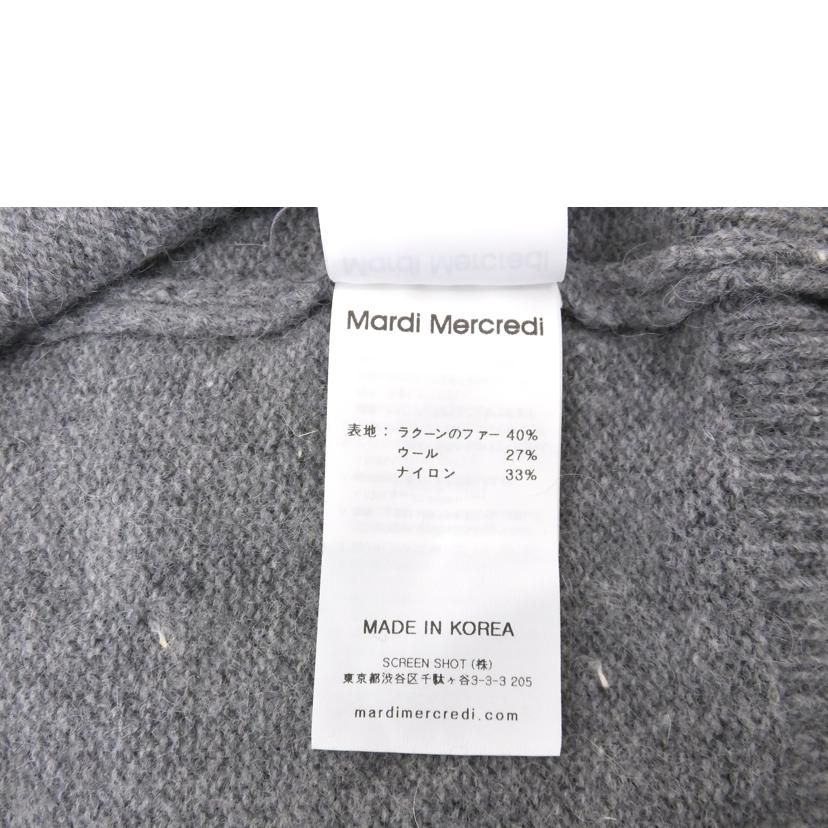 Mardi Mercredi
Mardi Mercredi
表地 : ラクーンのファー 40%
ウール 27%
ナイロン 33%
MADE IN KOREA
SCREEN SHOT (株)
東京都渋谷区千駄ヶ谷3-3-3 205
mardimercredi.com